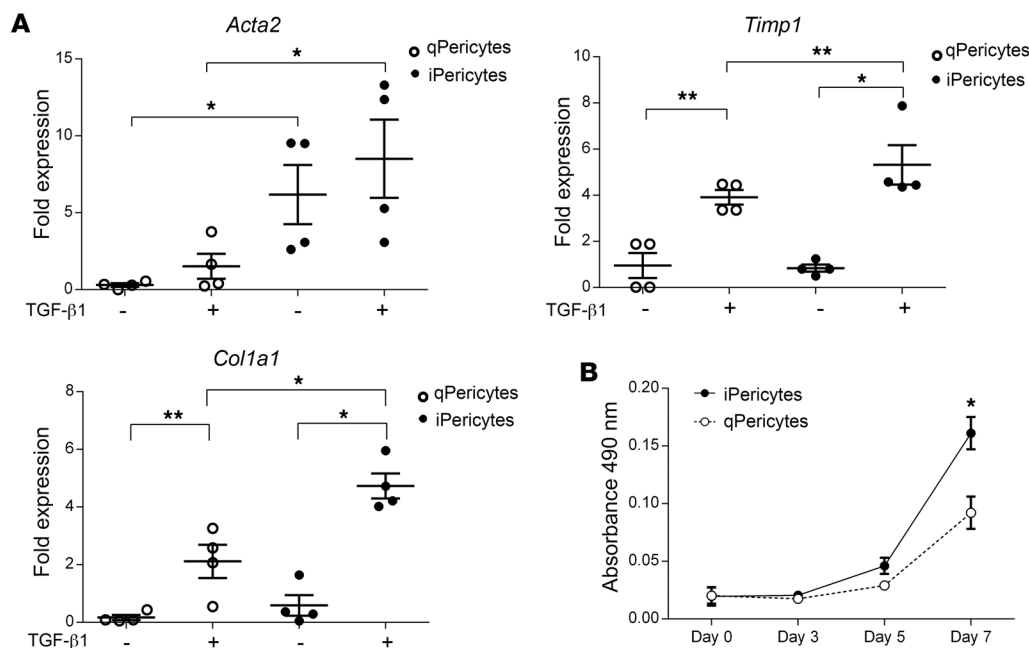 A
Acta2
qPericytes
iPericytes
Fold expression
15
10
5
0
*
*
TGF-β1 - + - +
Timp1
qPericytes
iPericytes
Fold expression
10
8
6
4
2
0
**
*
**
TGF-β1 - + - +
Col1a1
qPericytes
iPericytes
Fold expression
8
6
4
2
0
*
**
*
TGF-β1 - + - +
B
iPericytes
qPericytes
*
Absorbance 490 nm
0.20
0.15
0.10
0.05
0.00
Day 0 Day 3 Day 5 Day 7